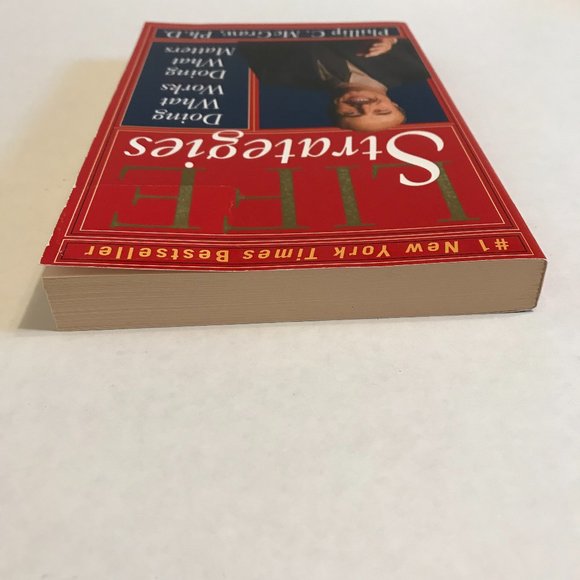 #1 New York Times Bestseller
LIFE
Strategies
Doing
What
Works
Doing
What
Matters
Phillip C. McGraw, Ph.D.